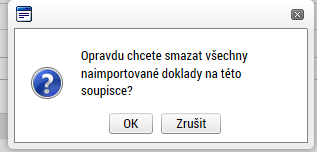 Opravdu chcete smazat všechny
naimportované doklady na této
soupisce?
OK
Zrušit